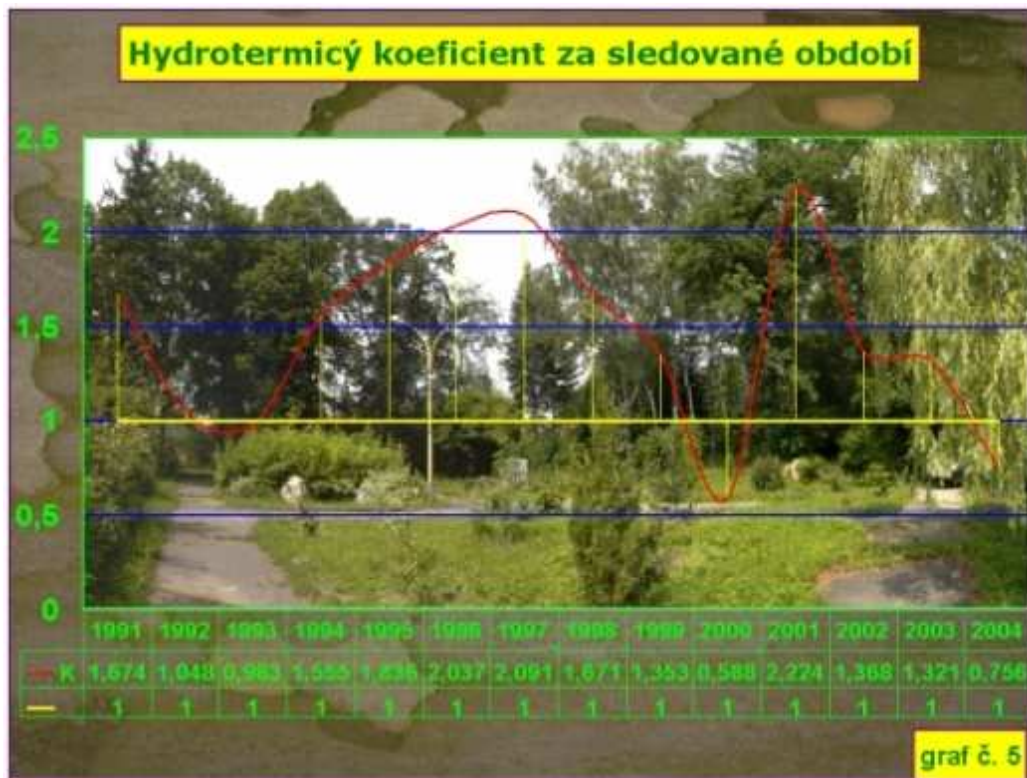 Hydrotermicý koeficient za sledované období
2,5
2
1,5
1
0,5
0
1991 1992 1993 1994 1995 1996 1997 1998 1999 2000 2001 2002 2003 2004
K 1,674 1,048 0,983 1,555 1,836 2,037 2,091 1,671 1,353 0,588 2,224 1,368 1,321 0,756
1 1 1 1 1 1 1 1 1 1 1 1 1 1
graf č. 5